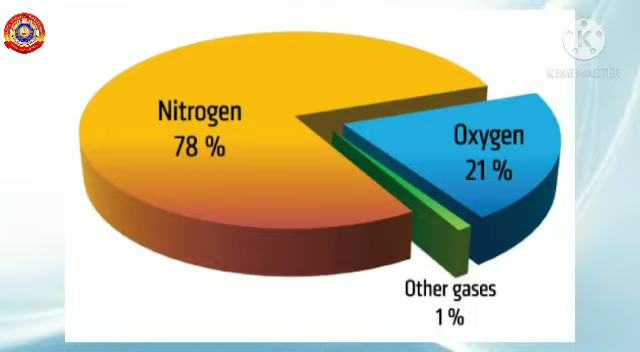 KINEMASTER
Nitrogen
78 %
Oxygen
21 %
Other gases
1 %